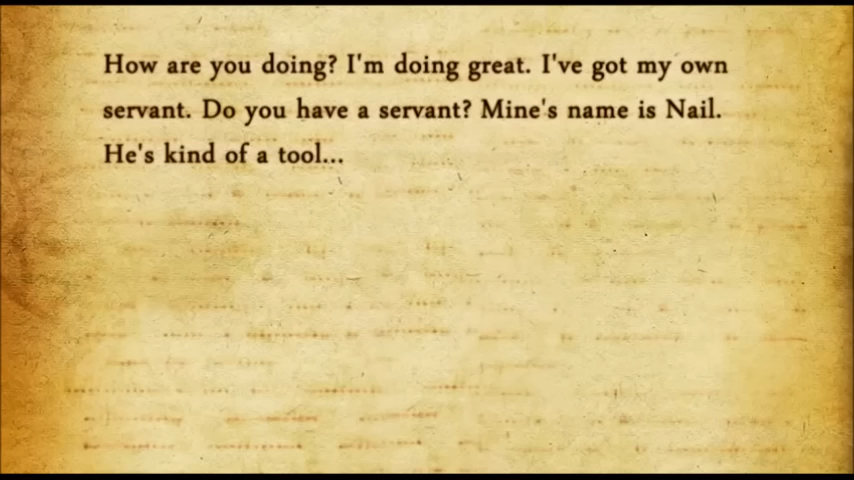 How are you doing? I'm doing great. I've got my own
servant. Do you have a servant? Mine's name is Nail.
He's kind of a tool...